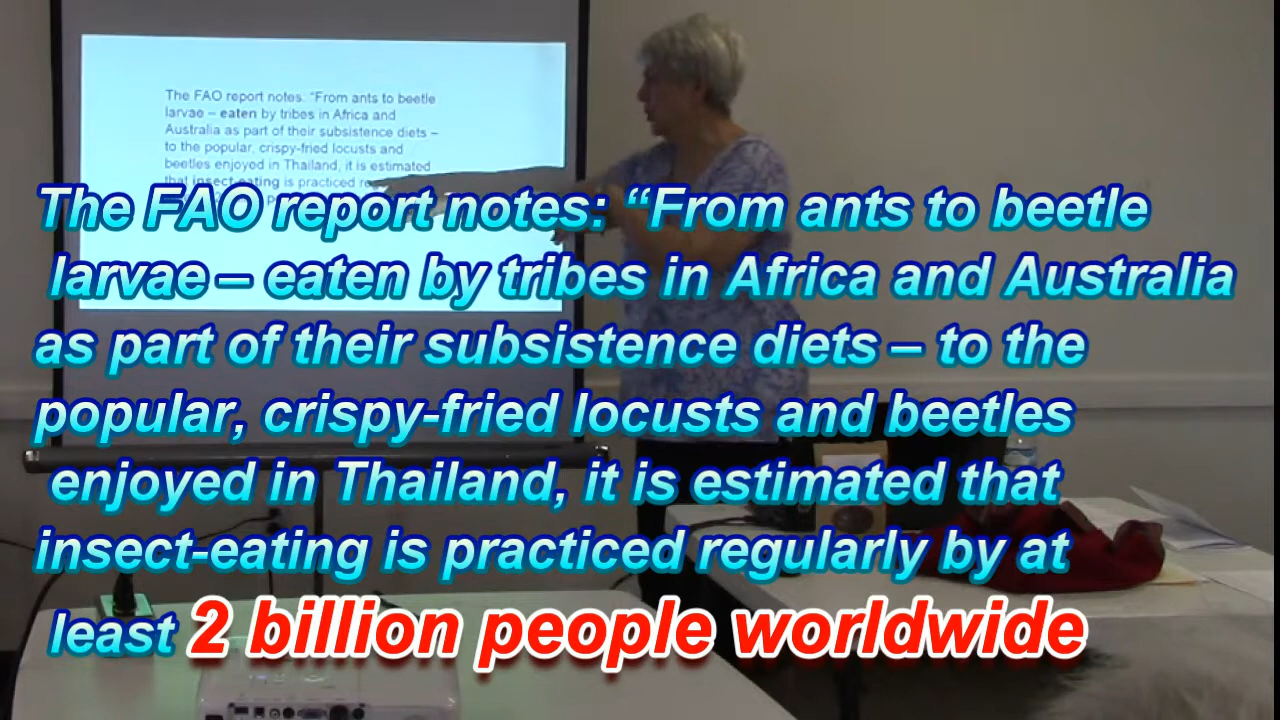 The FAO report notes: “From ants to beetle
larvae – eaten by tribes in Africa and
Australia as part of their subsistence diets –
to the popular, crispy-fried locusts and
beetles enjoyed in Thailand, it is estimated
that insect-eating is practiced
The FAO report notes: “From ants to beetle
larvae – eaten by tribes in Africa and Australia
as part of their subsistence diets – to the
popular, crispy-fried locusts and beetles
enjoyed in Thailand, it is estimated that
insect-eating is practiced regularly by at
least 2 billion people worldwide